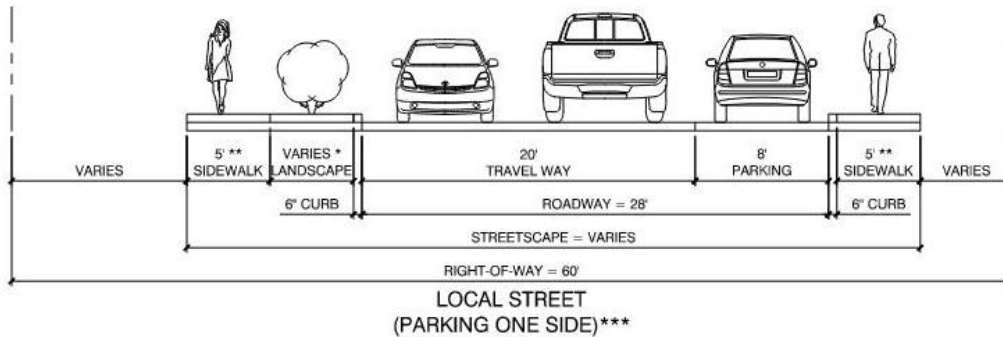 VARIES
5' **
SIDEWALK
VARIES *
LANDSCAPE
20'
TRAVEL WAY
8'
PARKING
5' **
SIDEWALK
VARIES
6" CURB
ROADWAY = 28'
6" CURB
STREETSCAPE = VARIES
RIGHT-OF-WAY = 60'
LOCAL STREET
(PARKING ONE SIDE)***